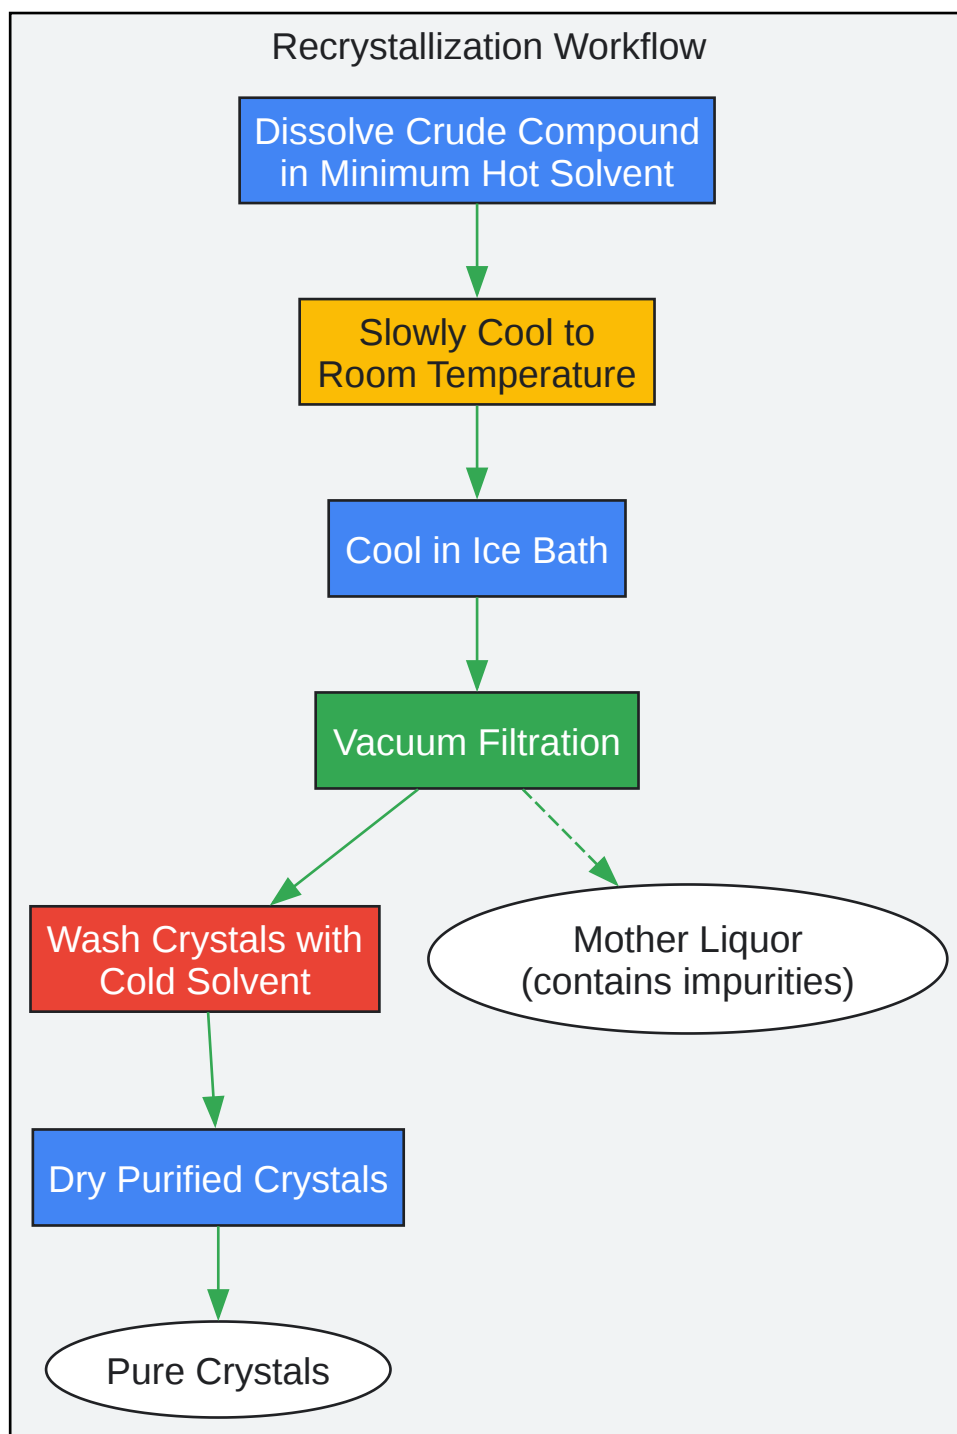 Recrystallization Workflow
Dissolve Crude Compound
in Minimum Hot Solvent
Slowly Cool to
Room Temperature
Cool in Ice Bath
Vacuum Filtration
Wash Crystals with
Cold Solvent
Mother Liquor
(contains impurities)
Dry Purified Crystals
Pure Crystals